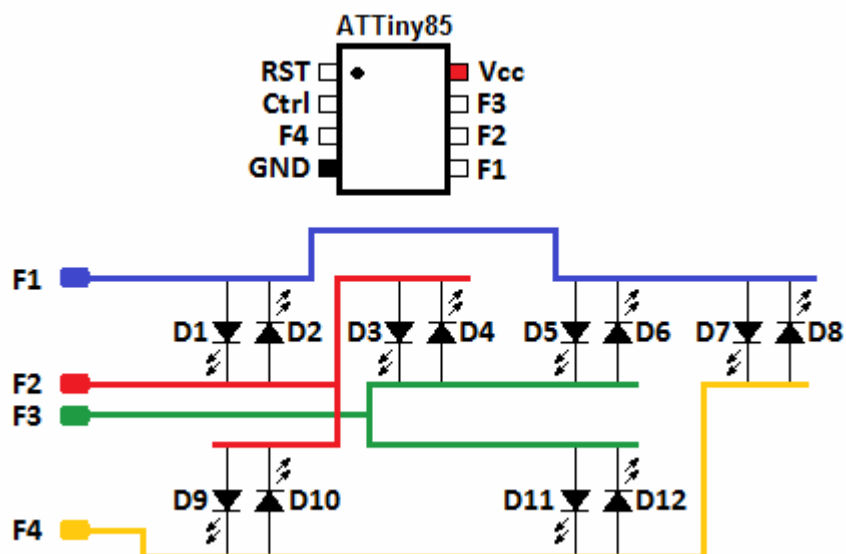 ATTiny85
RST Vcc
Ctrl F3
F4 F2
GND F1
F1
D1 D2 D3 D4 D5 D6 D7 D8
F2
F3
D9 D10 D11 D12
F4